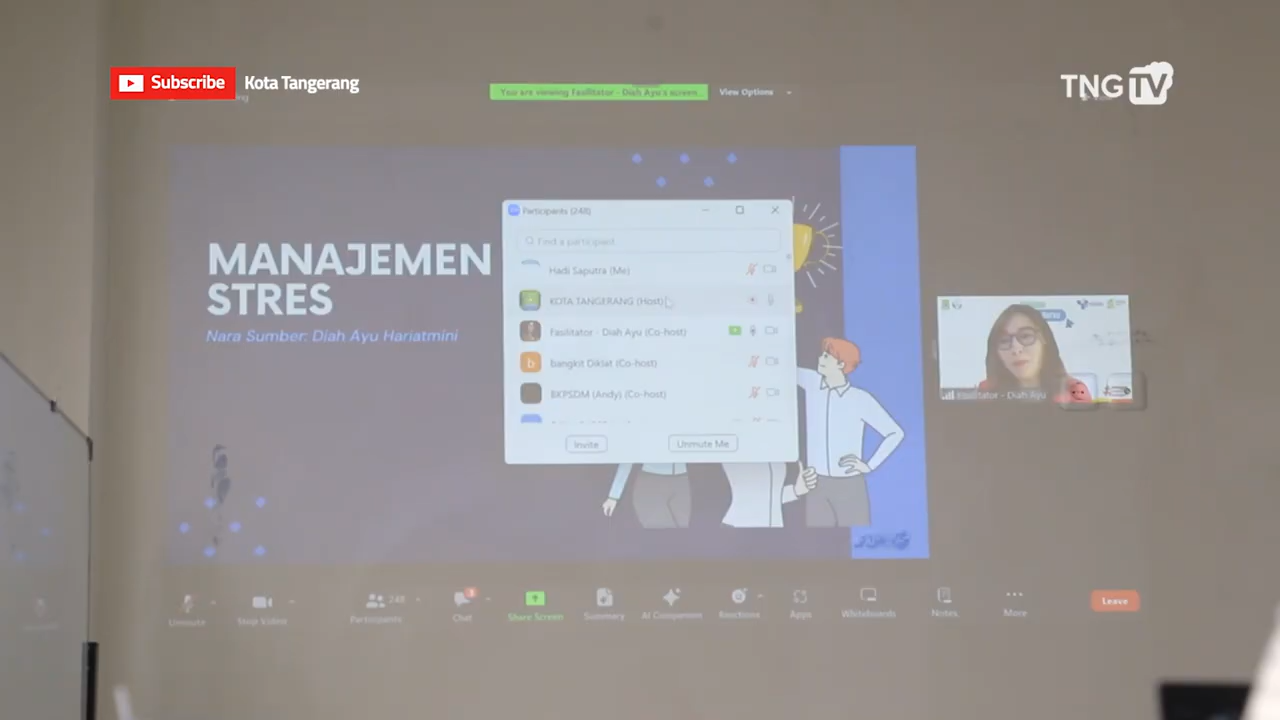 Subscribe Kota Tangerang
TNG TV
You are viewing Fasilitator - Diah Ayu's screen
View Options
MANAJEMEN
STRES
Nara Sumber: Diah Ayu Hariatmini
Participants (248)
Find a participant
Hadi Saputra (Me)
KOTA TANGERANG (Host)
Fasilitator - Diah Ayu (Co-host)
bangkit Diklat (Co-host)
BKPSDM (Andy) (Co-host)
Invite
Unmute Me
Fasilitator - Diah Ayu
248
Unmute
Stop Video
Participants
Chat
Share Screen
Summary
AI Companion
Reactions
Apps
Whiteboards
Notes
More
Leave